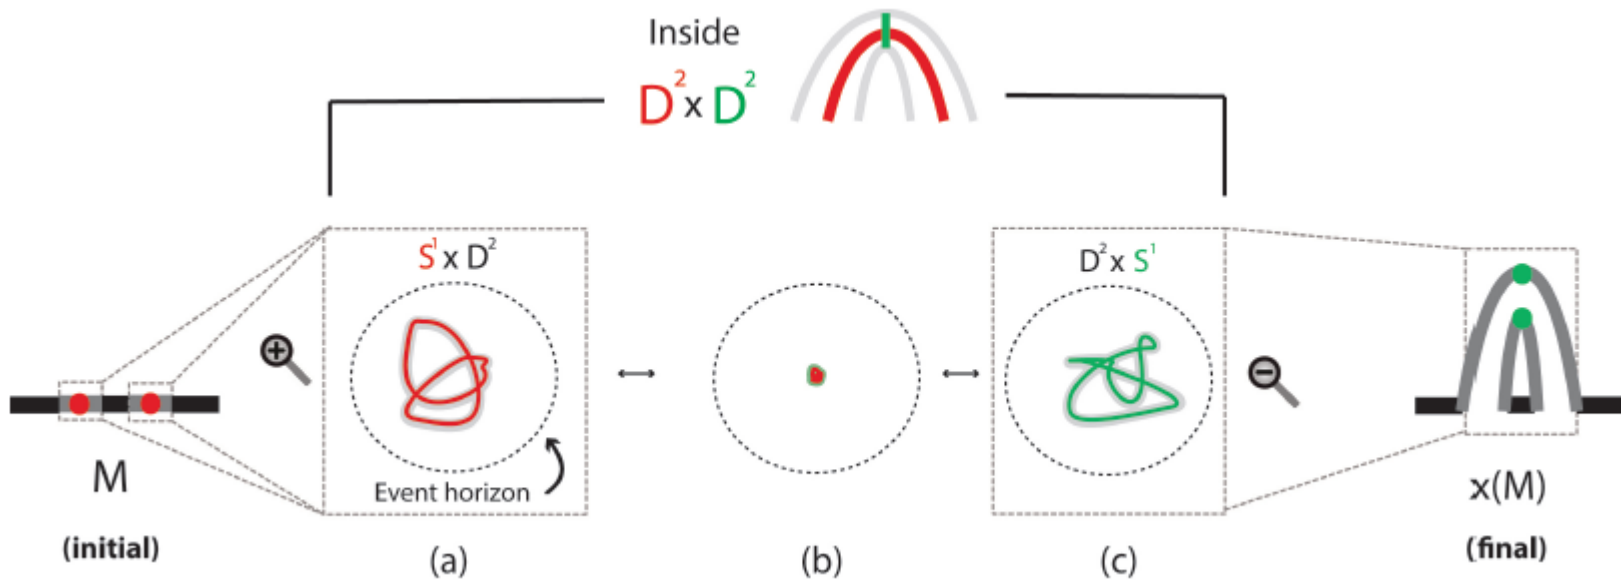 Inside
D² x D²
S¹ x D²
D² x S¹
Event horizon
M
x(M)
(initial)
(a)
(b)
(c)
(final)